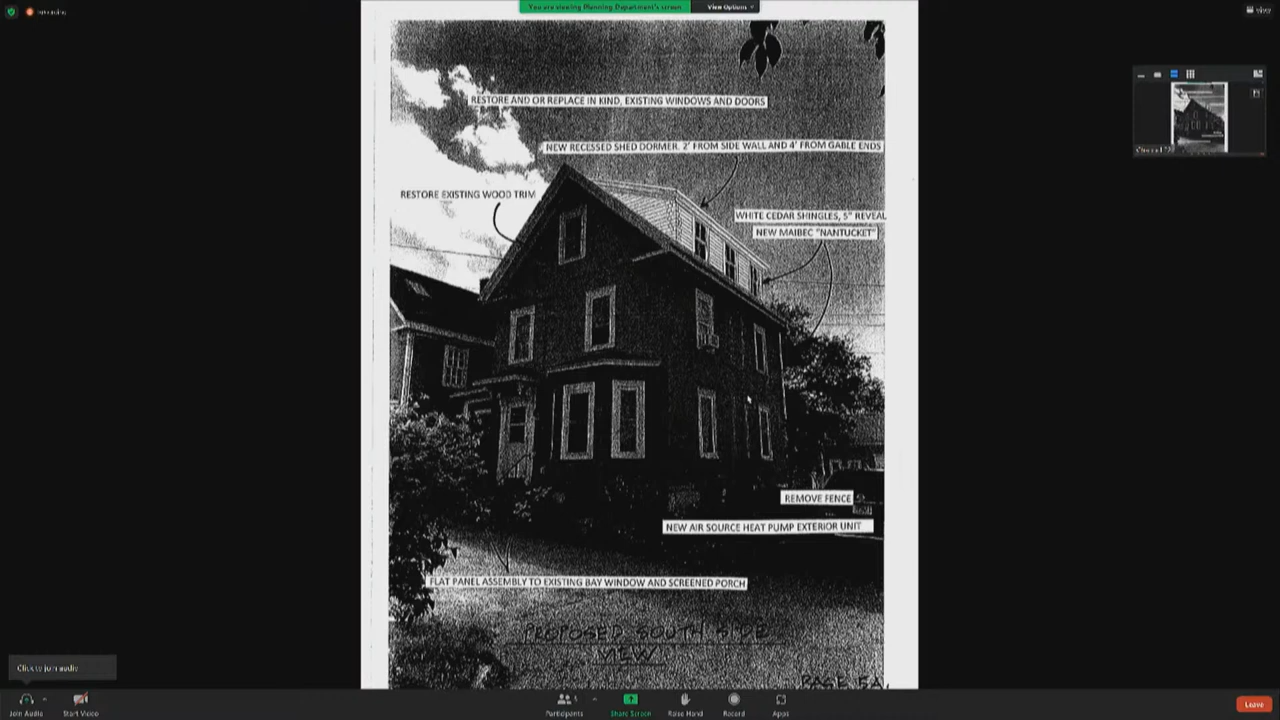 You are viewing Planning Department's screen
View Options
View
RESTORE AND OR REPLACE IN KIND, EXISTING WINDOWS AND DOORS
NEW RECESSED SHED DORMER. 2' FROM SIDE WALL AND 4' FROM GABLE ENDS
RESTORE EXISTING WOOD TRIM
WHITE CEDAR SHINGLES, 5" REVEAL
NEW MAIBEC "NANTUCKET"
REMOVE FENCE
NEW AIR SOURCE HEAT PUMP EXTERIOR UNIT
FLAT PANEL ASSEMBLY TO EXISTING BAY WINDOW AND SCREENED PORCH
PROPOSED SOUTH SIDE
VIEW
PAGE 5A.
Click to join audio
Join Audio
Start Video
Participants
Share Screen
Raise Hand
Record
Apps
Leave